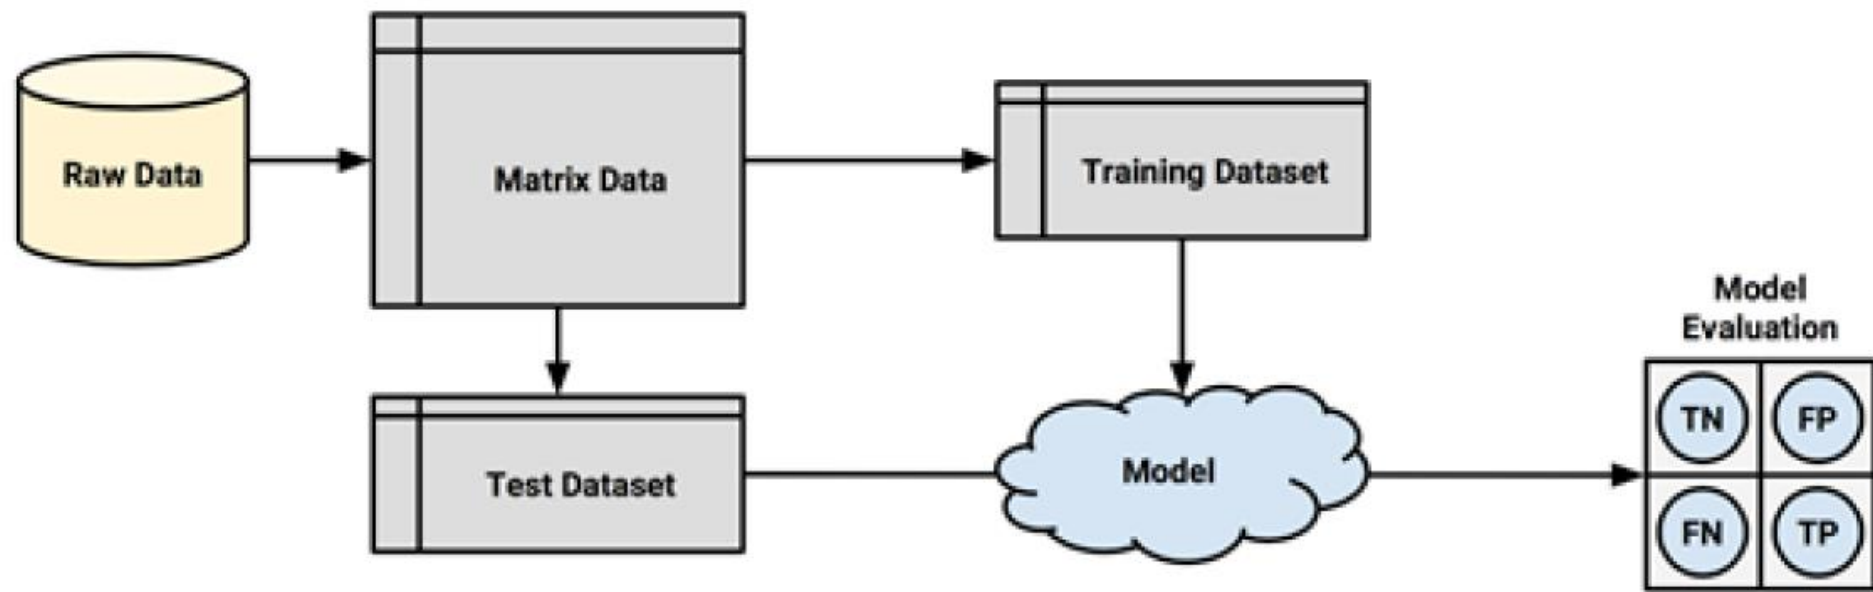 Raw Data
Matrix Data
Training Dataset
Test Dataset
Model
Model
Evaluation
TN
FP
FN
TP